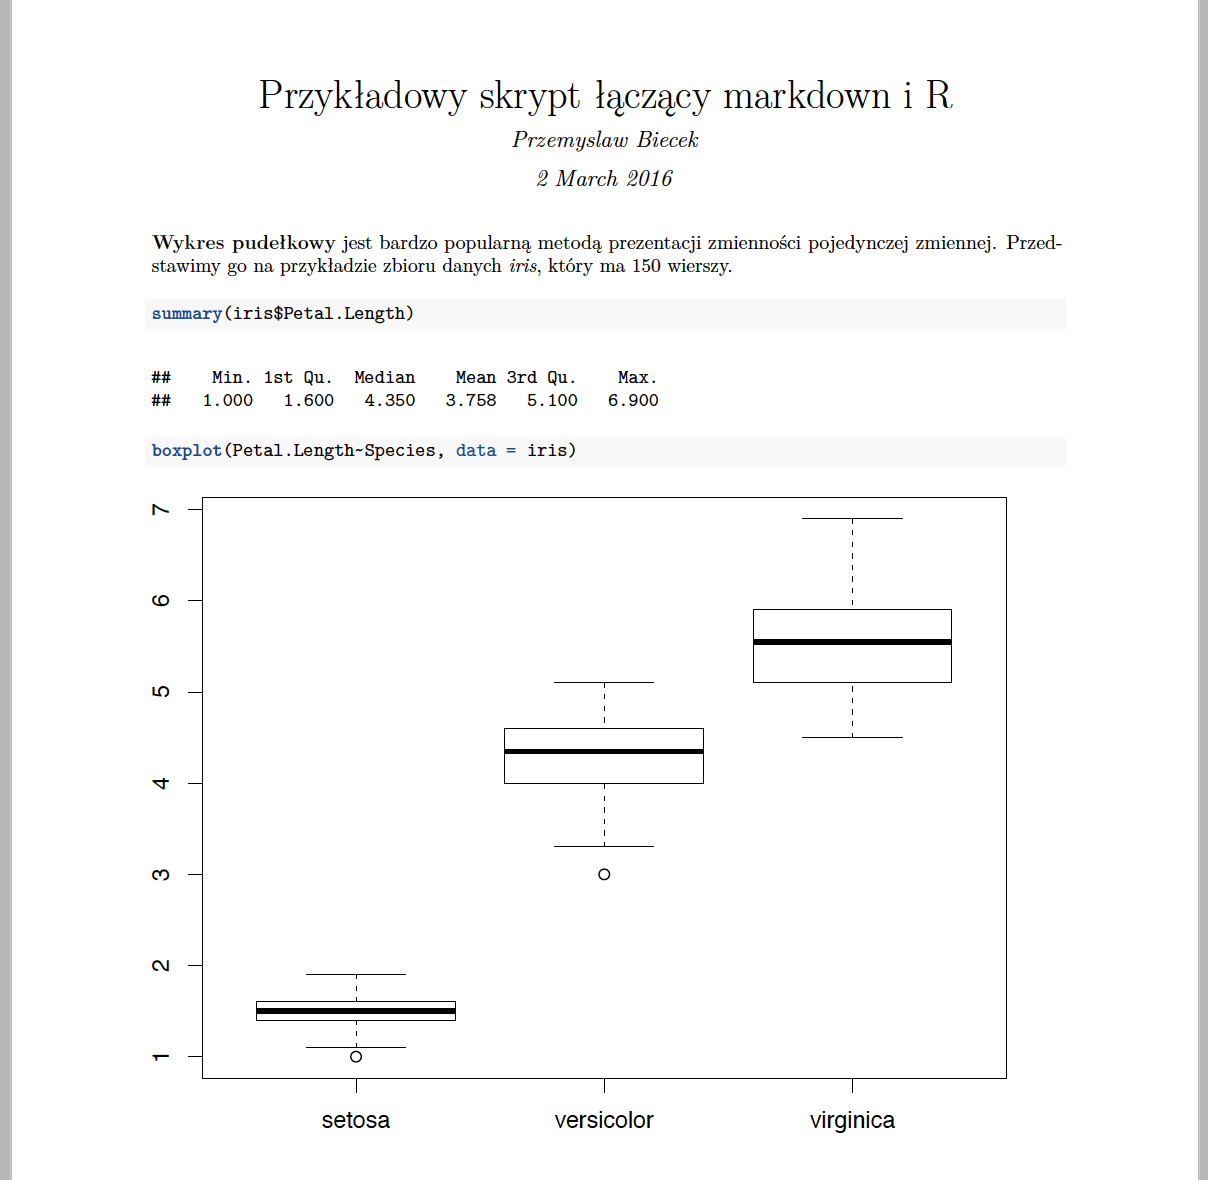 Przykładowy skrypt łączący markdown i R
Przemyslaw Biecek
2 March 2016
Wykres pudełkowy jest bardzo popularną metodą prezentacji zmienności pojedynczej zmiennej. Przed-
stawimy go na przykładzie zbioru danych iris, który ma 150 wierszy.
summary(iris$Petal.Length)
##    Min. 1st Qu.  Median    Mean 3rd Qu.    Max.
##   1.000   1.600   4.350   3.758   5.100   6.900
boxplot(Petal.Length~Species, data = iris)
7
6
5
4
3
2
1
setosa versicolor virginica